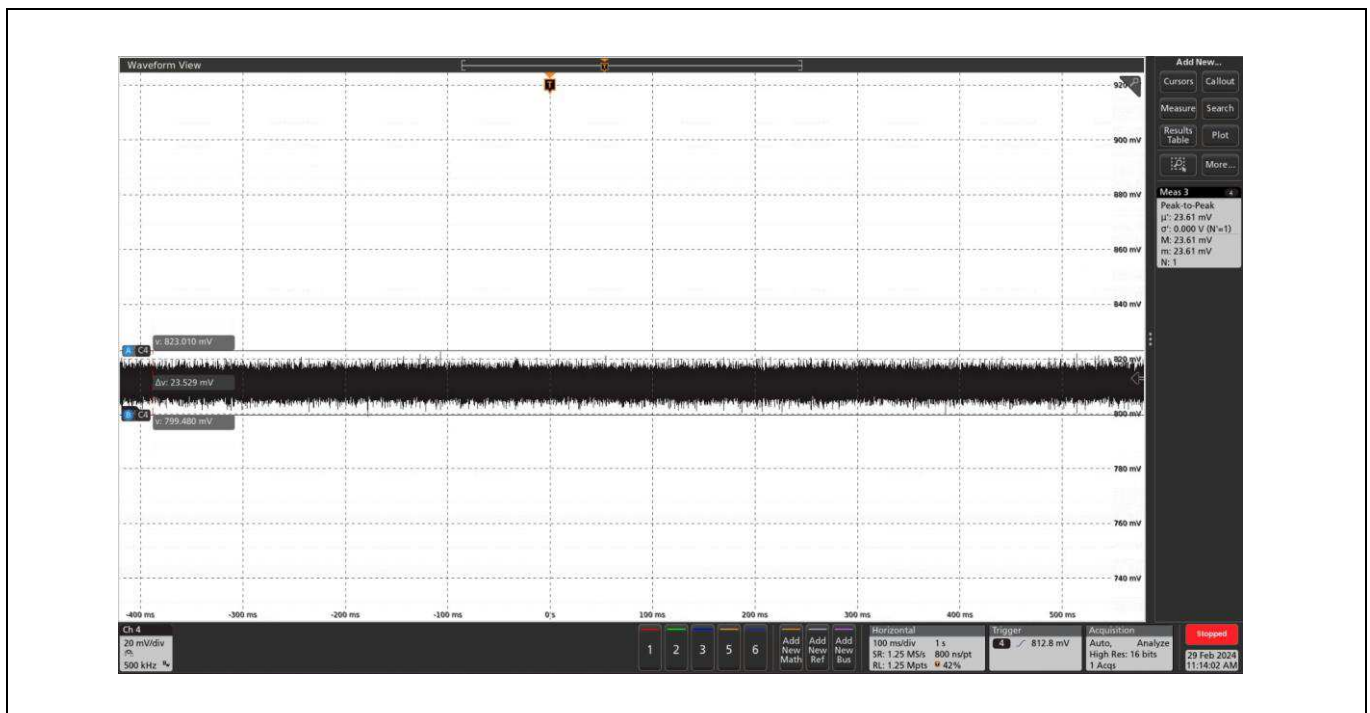 Waveform View
Add New...
Cursors Callout
Measure Search
Results Table Plot
More...
Meas 3 4
Peak-to-Peak
µ': 23.61 mV
σ': 0.000 V (N'=1)
M: 23.61 mV
m: 23.61 mV
N: 1
T
T
920
900 mV
880 mV
860 mV
840 mV
820 mV
800 mV
780 mV
760 mV
740 mV
A C4 v: 823.010 mV
Δv: 23.529 mV
B C4 v: 799.480 mV
-400 ms -300 ms -200 ms -100 ms 0 s 100 ms 200 ms 300 ms 400 ms 500 ms
Ch 4
20 mV/div
500 kHz Bw
1 2 3 5 6
Add New Math
Add New Ref
Add New Bus
Horizontal
100 ms/div 1 s
SR: 1.25 MS/s 800 ns/pt
RL: 1.25 Mpts 42%
Trigger
4 812.8 mV
Acquisition
Auto, Analyze
High Res: 16 bits
1 Acqs
Stopped
29 Feb 2024
11:14:02 AM